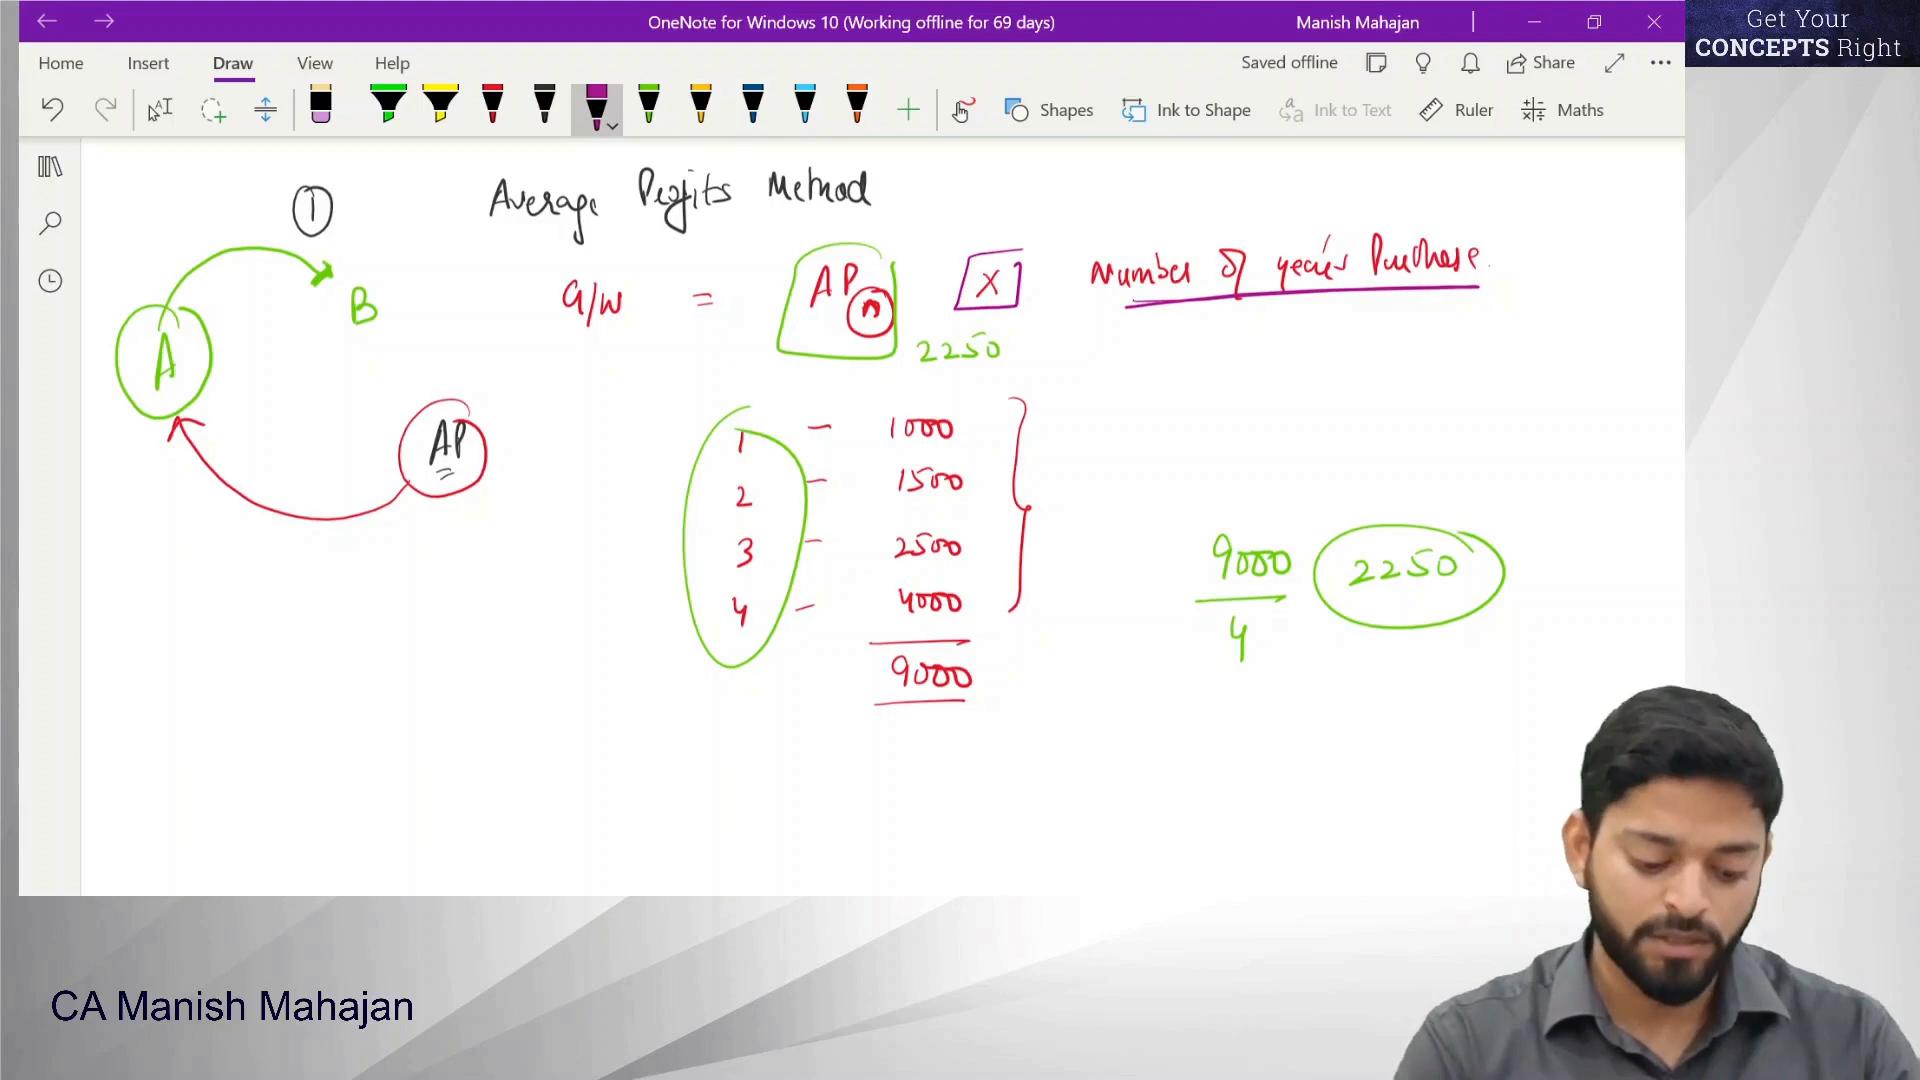 OneNote for Windows 10 (Working offline for 69 days)
Manish Mahajan
Get Your
CONCEPTS Right
Home Insert Draw View Help
Saved offline
Share
Shapes
Ink to Shape
Ink to Text
Ruler
Maths
1 Average Profits Method
G/W = AP n X Number of year's Purchase.
2250
A
B
AP
1 - 1000
2 - 1500
3 - 2500
4 - 4000
9000
9000
4
2250
CA Manish Mahajan